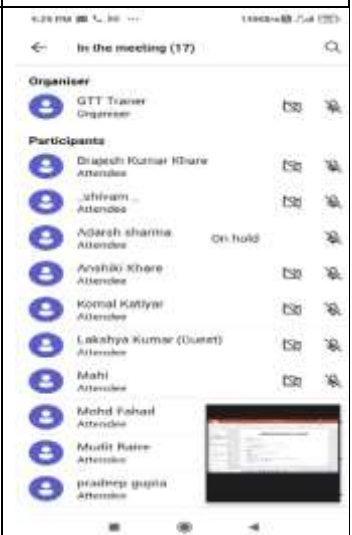 In the meeting (17)
Organiser
GTT Trainer
Organiser
Participants
Brajesh Kumar Khare
Attendee
_shivam_
Attendee
Adarsh sharma
On hold
Attendee
Anshiki Khare
Attendee
Komal Katiyar
Attendee
Lakshya Kumar (Guest)
Attendee
Mahi
Attendee
Mohd Fahad
Attendee
Mudit
Attendee
pradeep gupta
Attendee